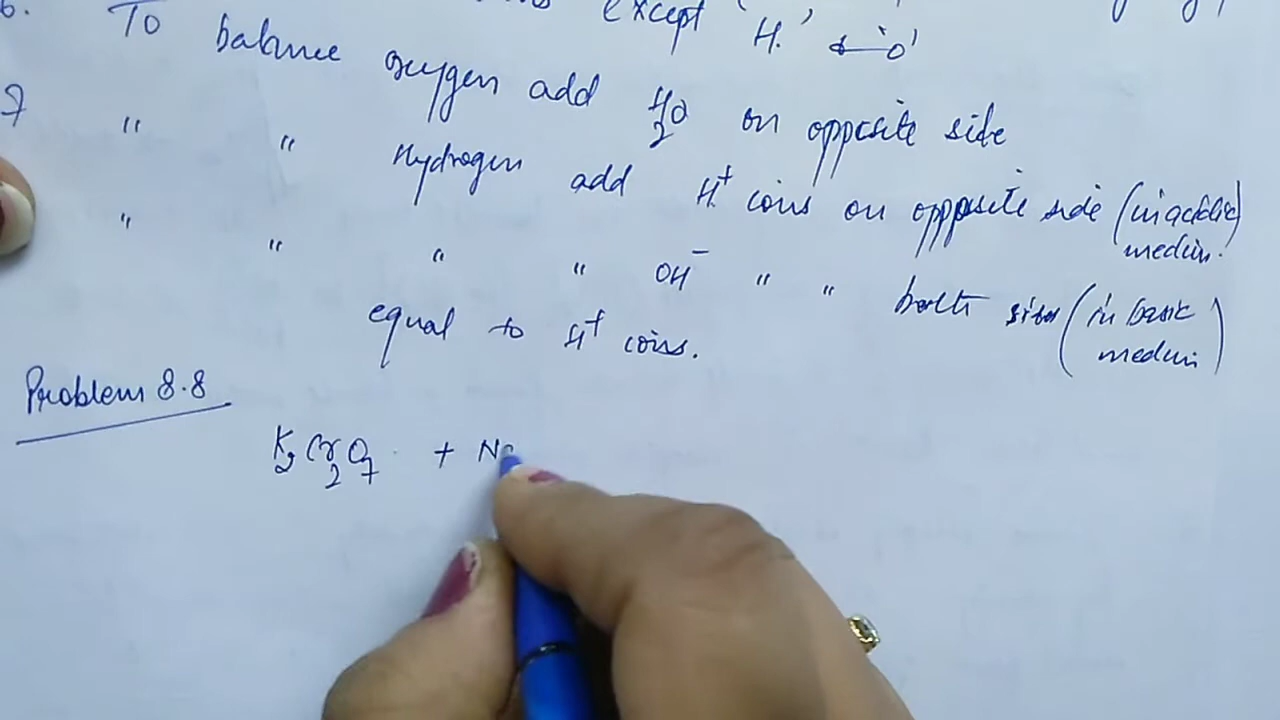 6. except 'H' & 'O'
7 To balance oxygen add H2O on opposite side
" " Hydrogen add H+ ions on opposite side (in acidic medium.
" " " " OH- " " both sides (in basic medium)
equal to H+ ions.
Problem 8.8
K2Cr2O7 + Na